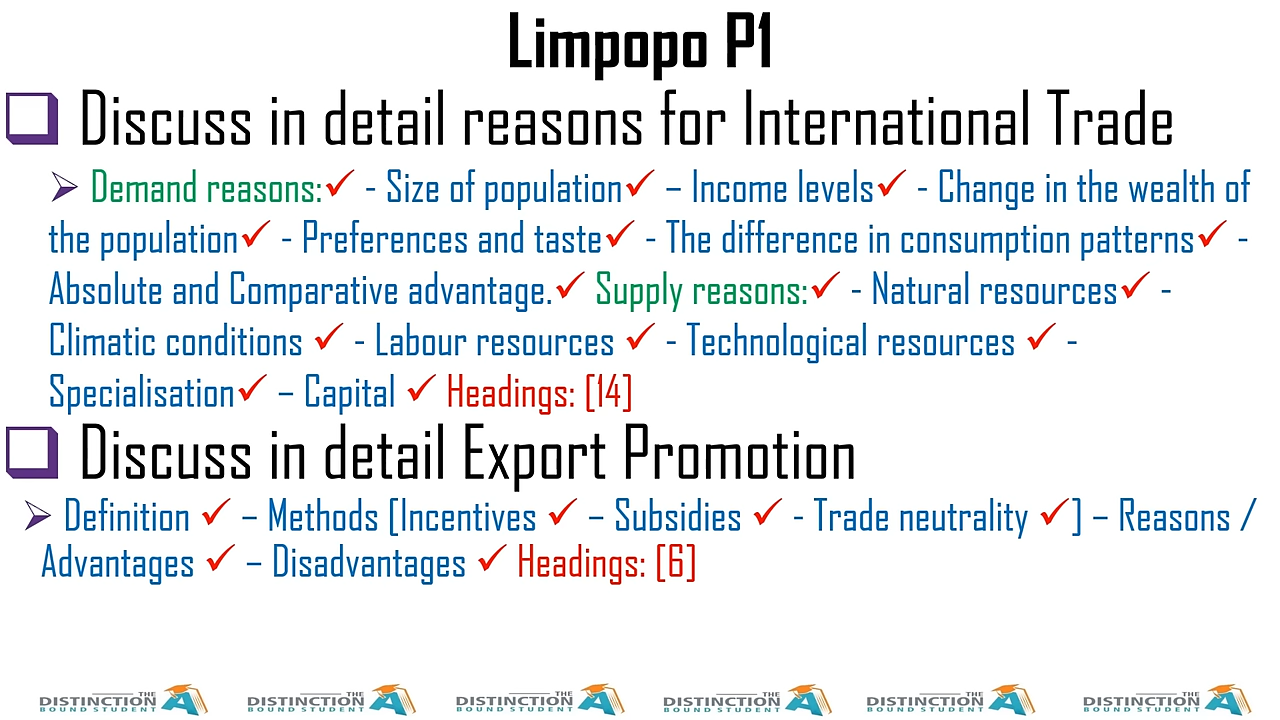 Limpopo P1
❑ Discuss in detail reasons for International Trade
➢ Demand reasons:✓ - Size of population✓ – Income levels✓ - Change in the wealth of
the population✓ - Preferences and taste✓ - The difference in consumption patterns✓ -
Absolute and Comparative advantage.✓ Supply reasons:✓ - Natural resources✓ -
Climatic conditions ✓ - Labour resources ✓ - Technological resources ✓ -
Specialisation✓ – Capital ✓ Headings: [14]
❑ Discuss in detail Export Promotion
➢ Definition ✓ – Methods [Incentives ✓ – Subsidies ✓ - Trade neutrality ✓] – Reasons /
Advantages ✓ – Disadvantages ✓ Headings: [6]
THE DISTINCTION BOUND STUDENT A THE DISTINCTION BOUND STUDENT A THE DISTINCTION BOUND STUDENT A THE DISTINCTION BOUND STUDENT A THE DISTINCTION BOUND STUDENT A THE DISTINCTION BOUND STUDENT A